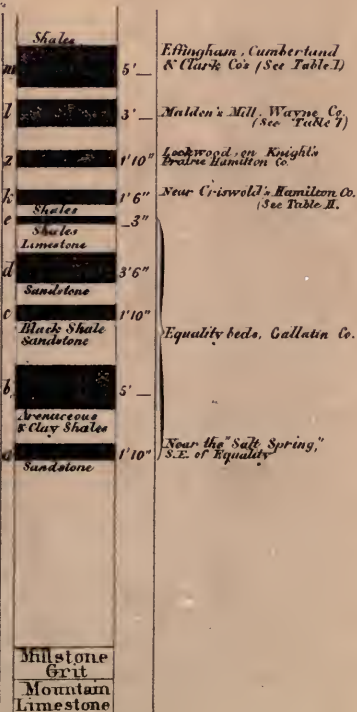 Shales
m 5' Effingham, Cumberland
& Clark Co's (See Table 1)
l 3' Maldon's Mill, Wayne Co.
(See Table 7)
z 1'10" Lockwood, on Knight's
Prairie Hamilton Co.
k 1'6" Near Criswold's Hamilton Co.
(See Table II.
Shales
e 3"
Shales
Limestone
d 3'6"
Sandstone
c 1'10"
Black Shale
Sandstone
Equality beds, Gallatin Co.
b 5'
Arenaceous
& Clay Shales
a 1'10" Near the "Salt Spring,"
S.E. of Equality
Sandstone
Millstone
Grit
Mountain
Limestone